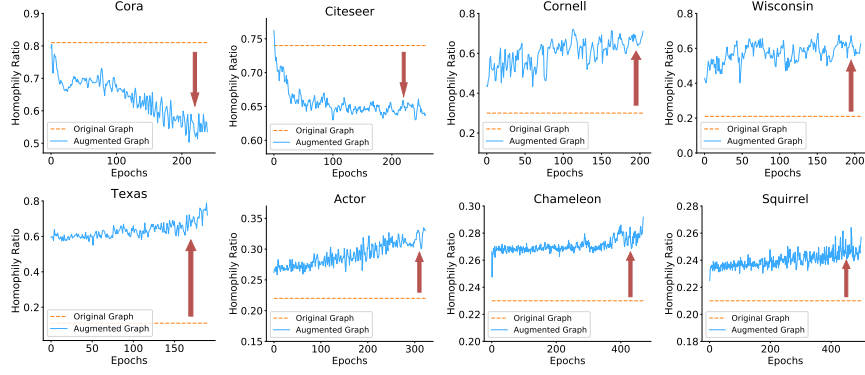 Cora
Homophily Ratio
0.9
0.8
0.7
0.6
0.5
Original Graph
Augmented Graph
0
100
200
Epochs
Citeseer
Homophily Ratio
0.75
0.70
0.65
0.60
Original Graph
Augmented Graph
0
200
Epochs
Cornell
Homophily Ratio
0.8
0.6
0.4
0.2
Original Graph
Augmented Graph
0
50
100
150
200
Epochs
Wisconsin
Homophily Ratio
0.8
0.6
0.4
0.2
0.0
Original Graph
Augmented Graph
0
50
100
150
200
Epochs
Texas
Homophily Ratio
0.8
0.6
0.4
0.2
Original Graph
Augmented Graph
0
50
100
150
Epochs
Actor
Homophily Ratio
0.35
0.30
0.25
0.20
0.15
Original Graph
Augmented Graph
0
100
200
300
Epochs
Chameleon
Homophily Ratio
0.30
0.28
0.26
0.24
0.22
0.20
Original Graph
Augmented Graph
0
200
400
Epochs
Squirrel
Homophily Ratio
0.28
0.26
0.24
0.22
0.20
0.18
Original Graph
Augmented Graph
0
200
400
Epochs